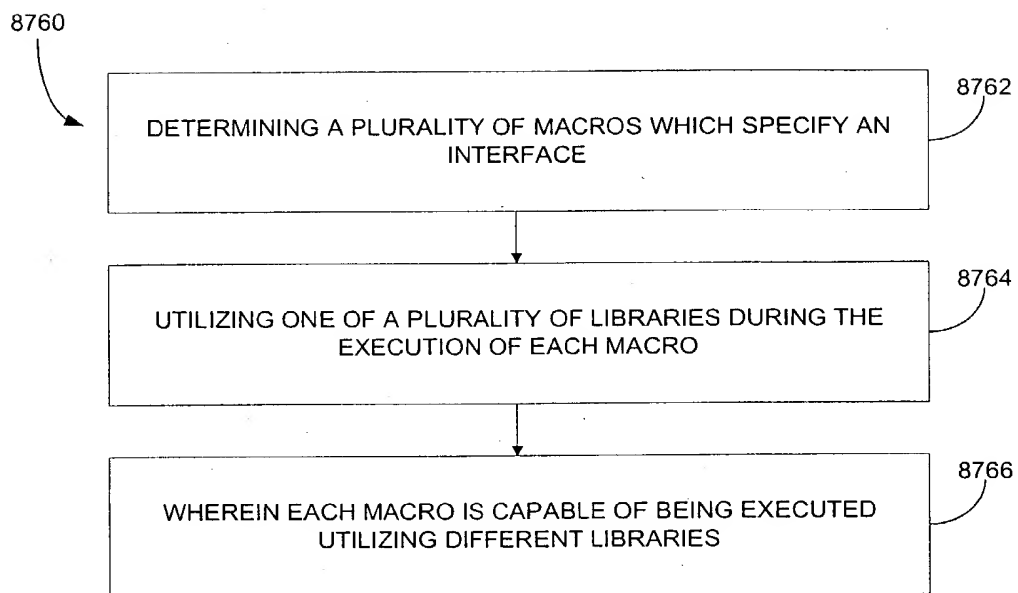 8760
8762
DETERMINING A PLURALITY OF MACROS WHICH SPECIFY AN
INTERFACE
8764
UTILIZING ONE OF A PLURALITY OF LIBRARIES DURING THE
EXECUTION OF EACH MACRO
8766
WHEREIN EACH MACRO IS CAPABLE OF BEING EXECUTED
UTILIZING DIFFERENT LIBRARIES